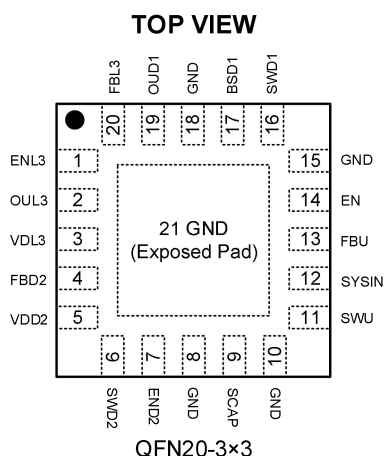 TOP VIEW
FBL3
OUD1
GND
BSD1
SWD1
20
19
18
17
16
ENL3 1
OUL3 2
VDL3 3
FBD2 4
VDD2 5
21 GND
(Exposed Pad)
15 GND
14 EN
13 FBU
12 SYSIN
11 SWU
6
7
8
9
10
SWD2
END2
GND
SCAP
GND
QFN20-3×3